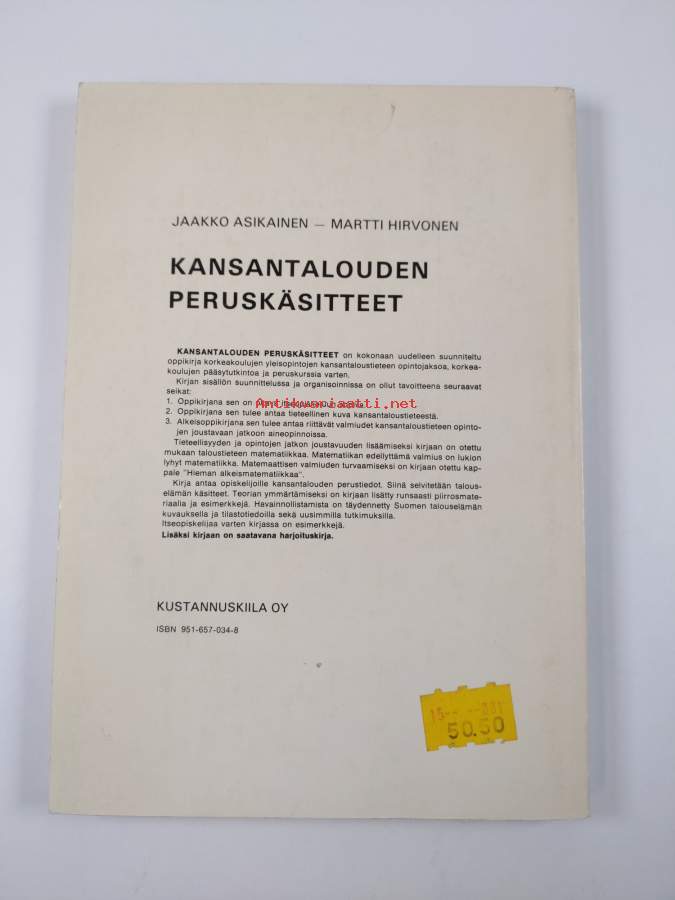 JAAKKO ASIKAINEN — MARTTI HIRVONEN
KANSANTALOUDEN
PERUSKÄSITTEET
KANSANTALOUDEN PERUSKÄSITTEET on kokonaan uudelleen suunniteltu
oppikirja korkeakoulujen yleisopintojen kansantaloustieteen opintojaksoa, korkea-
koulujen pääsytutkintoa ja peruskurssia varten.
Kirjan sisällön suunnittelussa ja organisoinnissa on ollut tavoitteena seuraavat
seikat:
1. Oppikirjana sen on
Antikvariaatti.net
2. Oppikirjana sen tulee antaa tieteellinen kuva kansantaloustieteestä.
3. Alkeisoppikirjana sen tulee antaa riittävät valmiudet kansantaloustieteen opinto-
jen joustavaan jatkoon aineopinnoissa.
Tieteellisyyden ja opintojen jatkon joustavuuden lisäämiseksi kirjaan on otettu
mukaan taloustieteen matematiikkaa. Matematiikan edellyttämä valmius on lukion
lyhyt matematiikka. Matemaattisen valmiuden turvaamiseksi on kirjaan otettu kap-
pale "Hieman alkeismatematiikkaa".
Kirja antaa opiskelijoille kansantalouden perustiedot. Siinä selvitetään talous-
elämän käsitteet. Teorian ymmärtämiseksi on kirjaan lisätty runsaasti piirrosmate-
riaalia ja esimerkkejä. Havainnollistamista on täydennetty Suomen talouselämän
kuvauksella ja tilastotiedoilla sekä uusimmilla tutkimuksilla.
Itseopiskelijaa varten kirjassa on esimerkkejä.
Lisäksi kirjaan on saatavana harjoituskirja.
KUSTANNUSKIILA OY
ISBN 951-657-034-8
15-- --831
50.50